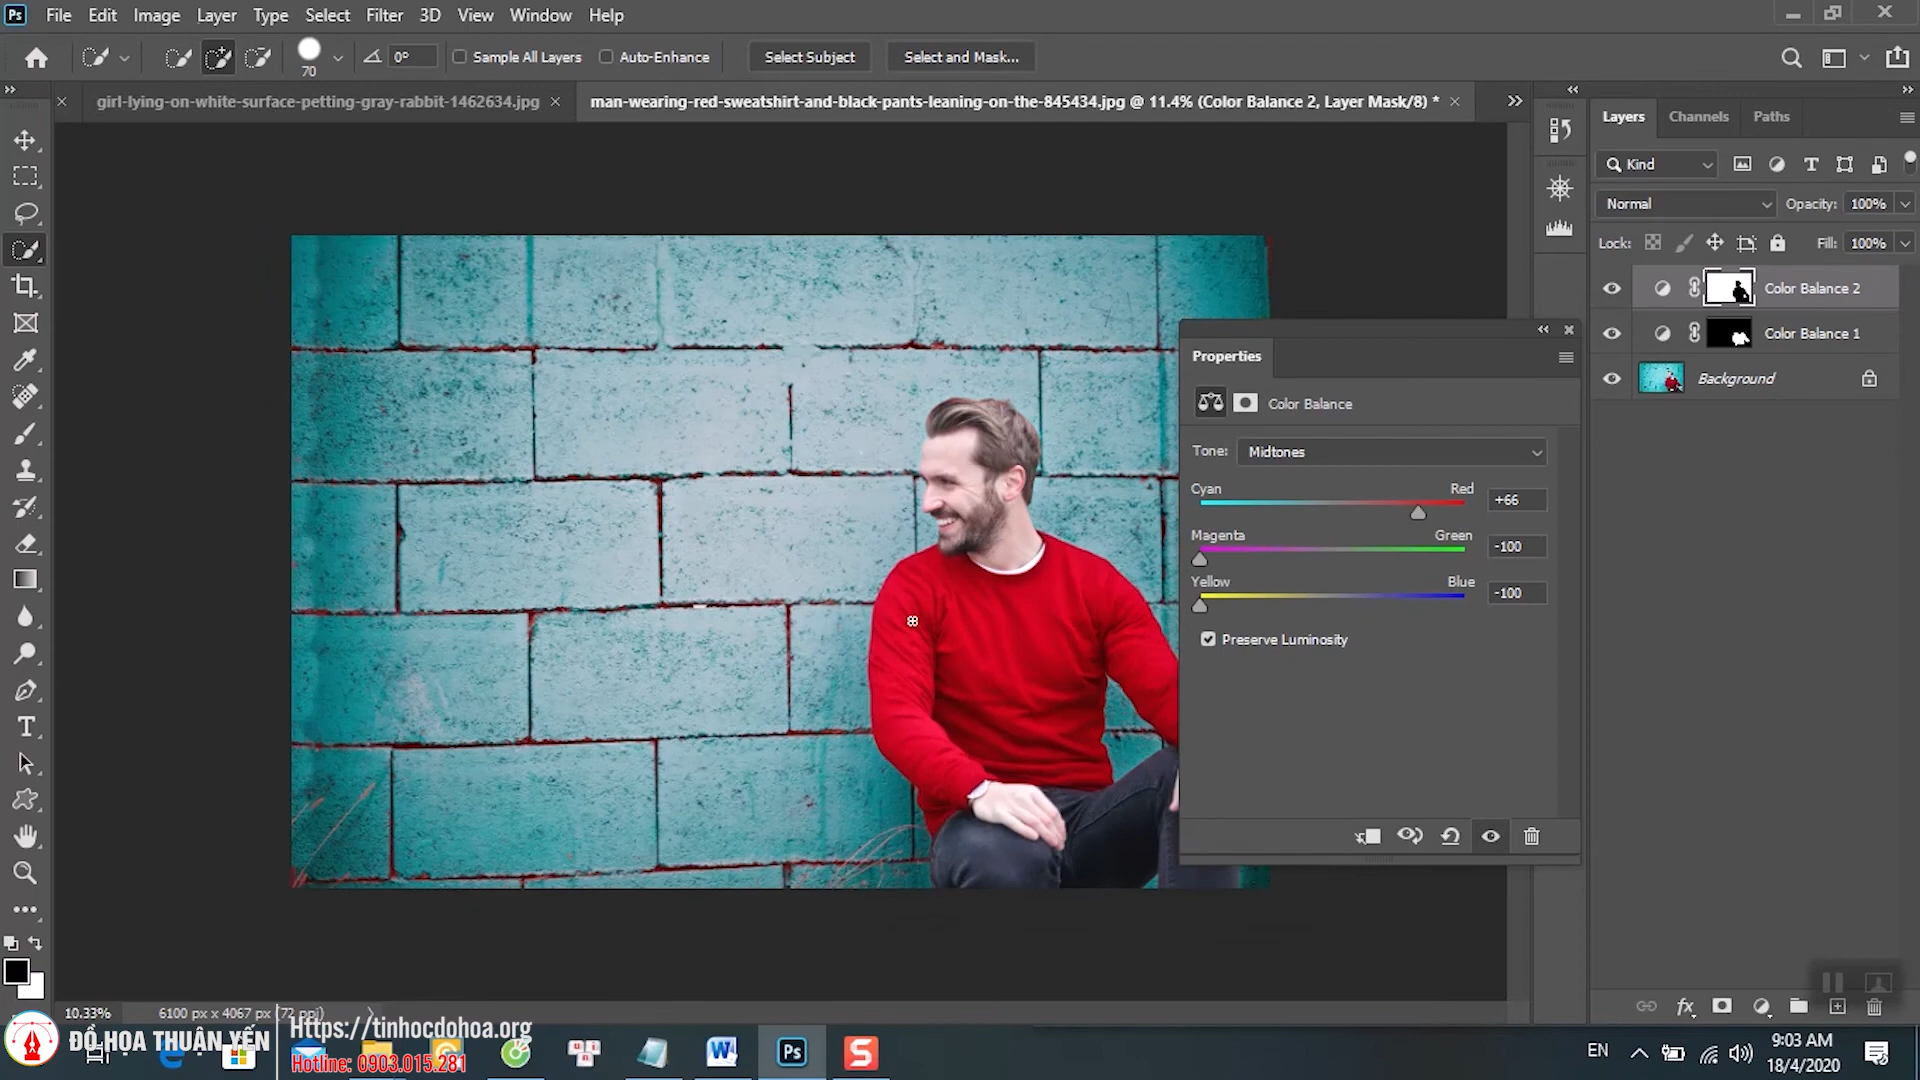 Ps File Edit Image Layer Type Select Filter 3D View Window Help
70 0° Sample All Layers Auto-Enhance Select Subject Select and Mask...
girl-lying-on-white-surface-petting-gray-rabbit-1462634.jpg × man-wearing-red-sweatshirt-and-black-pants-leaning-on-the-845434.jpg @ 11.4% (Color Balance 2, Layer Mask/8) * ×
Layers Channels Paths
Kind
Normal Opacity: 100%
Lock: Fill: 100%
Color Balance 2
Color Balance 1
Background
Properties
Color Balance
Tone: Midtones
Cyan Red +66
Magenta Green -100
Yellow Blue -100
Preserve Luminosity
10.33% 6100 px x 4067 px (72 ppi)
ĐỒ HOA THUÂN YẾN
Https://tinhocdohoa.org
Hotline: 0903.015.281
EN
9:03 AM
18/4/2020